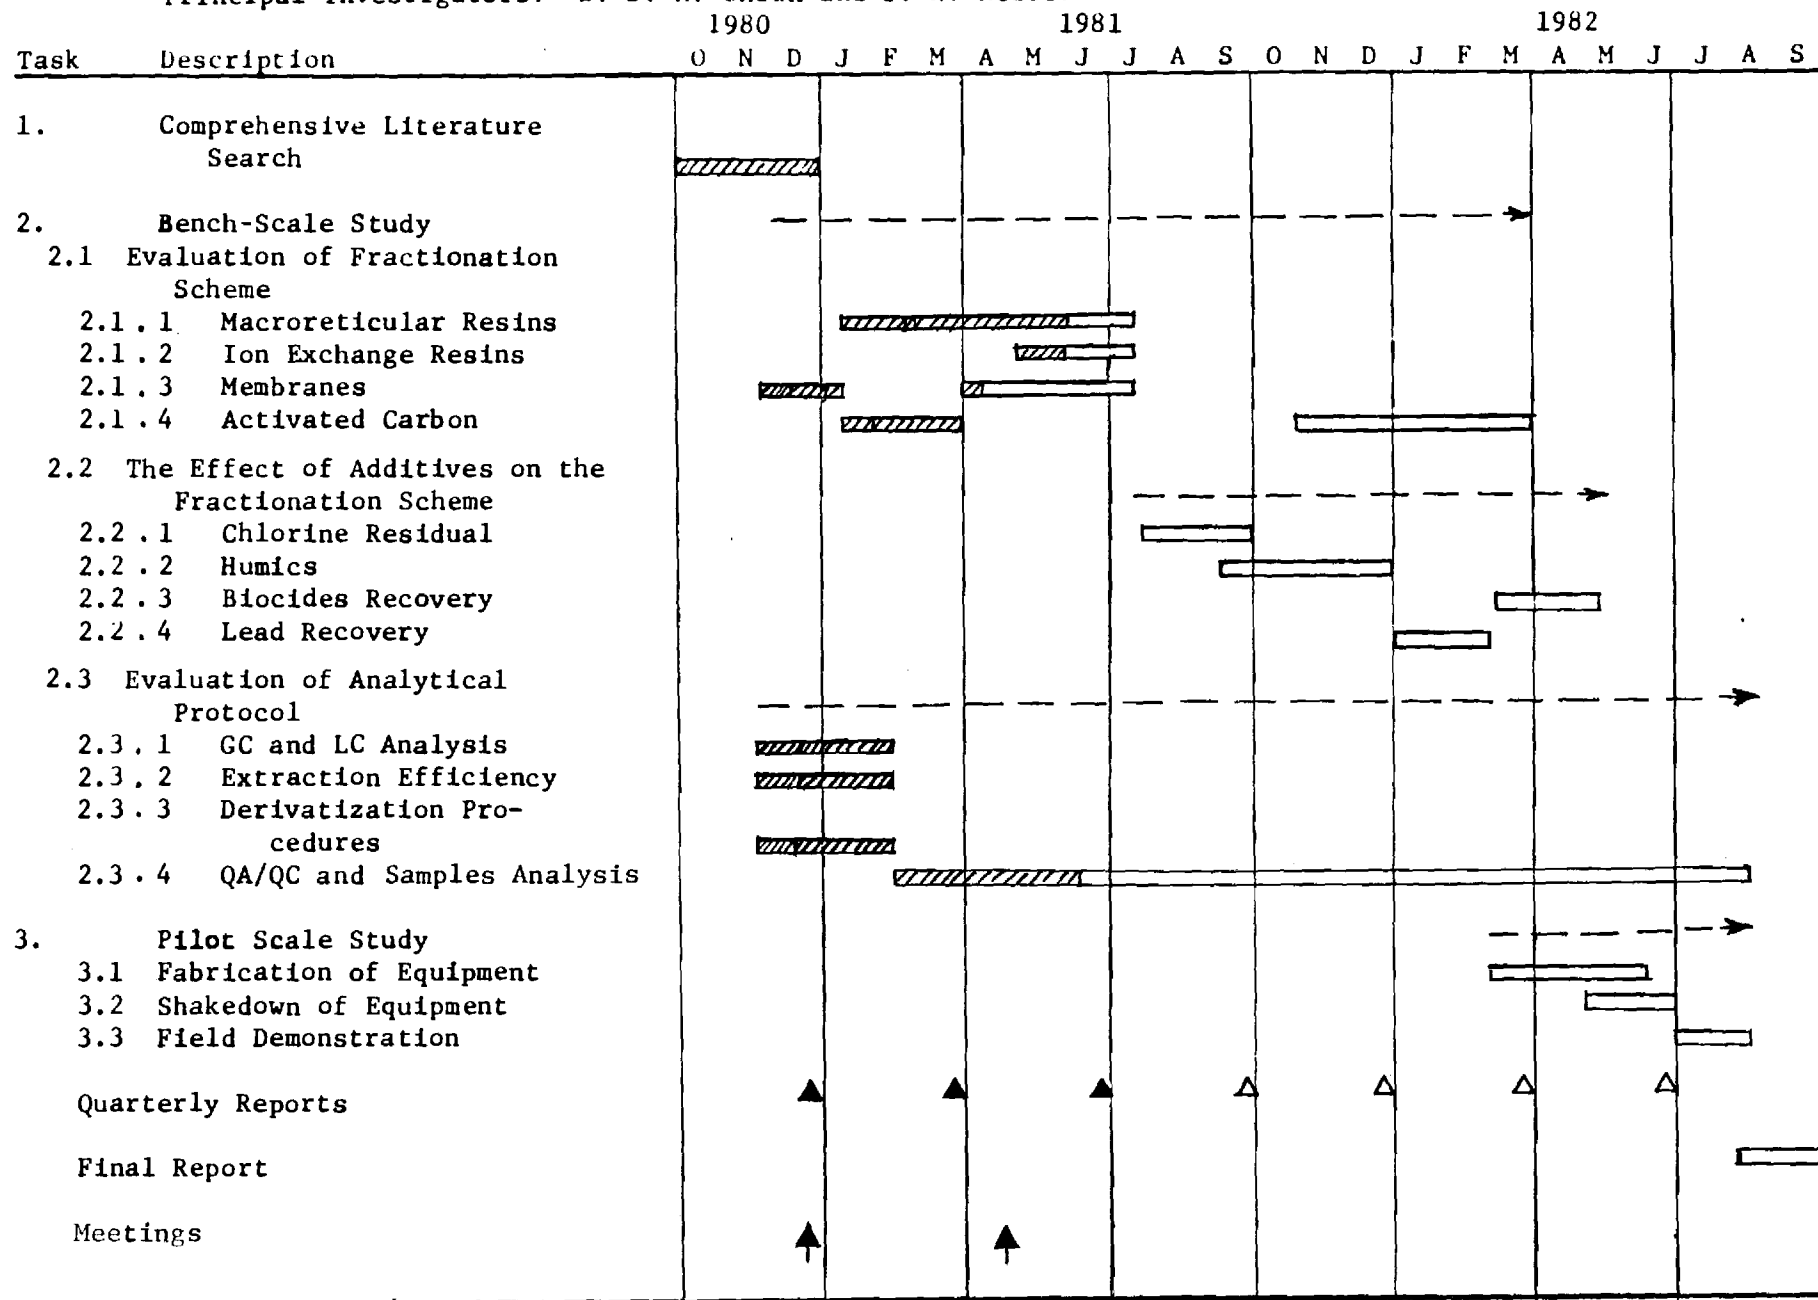 Principal Investigators:
1980 1981 1982
Task Description O N D J F M A M J J A S O N D J F M A M J J A S
1. Comprehensive Literature
Search
2. Bench-Scale Study
2.1 Evaluation of Fractionation
Scheme
2.1.1 Macroreticular Resins
2.1.2 Ion Exchange Resins
2.1.3 Membranes
2.1.4 Activated Carbon
2.2 The Effect of Additives on the
Fractionation Scheme
2.2.1 Chlorine Residual
2.2.2 Humics
2.2.3 Biocides Recovery
2.2.4 Lead Recovery
2.3 Evaluation of Analytical
Protocol
2.3.1 GC and LC Analysis
2.3.2 Extraction Efficiency
2.3.3 Derivatization Pro-
cedures
2.3.4 QA/QC and Samples Analysis
3. Pilot Scale Study
3.1 Fabrication of Equipment
3.2 Shakedown of Equipment
3.3 Field Demonstration
Quarterly Reports
Final Report
Meetings